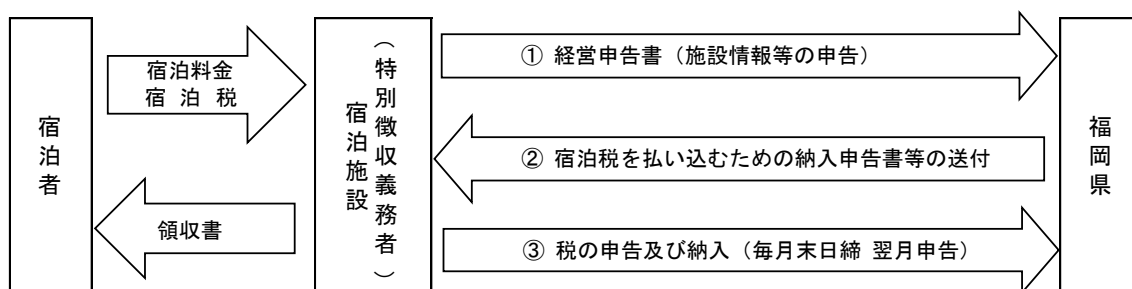 宿泊者
宿泊料金
宿 泊 税
領収書
宿泊施設
（特別徴収義務者）
① 経営申告書（施設情報等の申告）
② 宿泊税を払い込むための納入申告書等の送付
③ 税の申告及び納入（毎月末日締 翌月申告）
福岡県